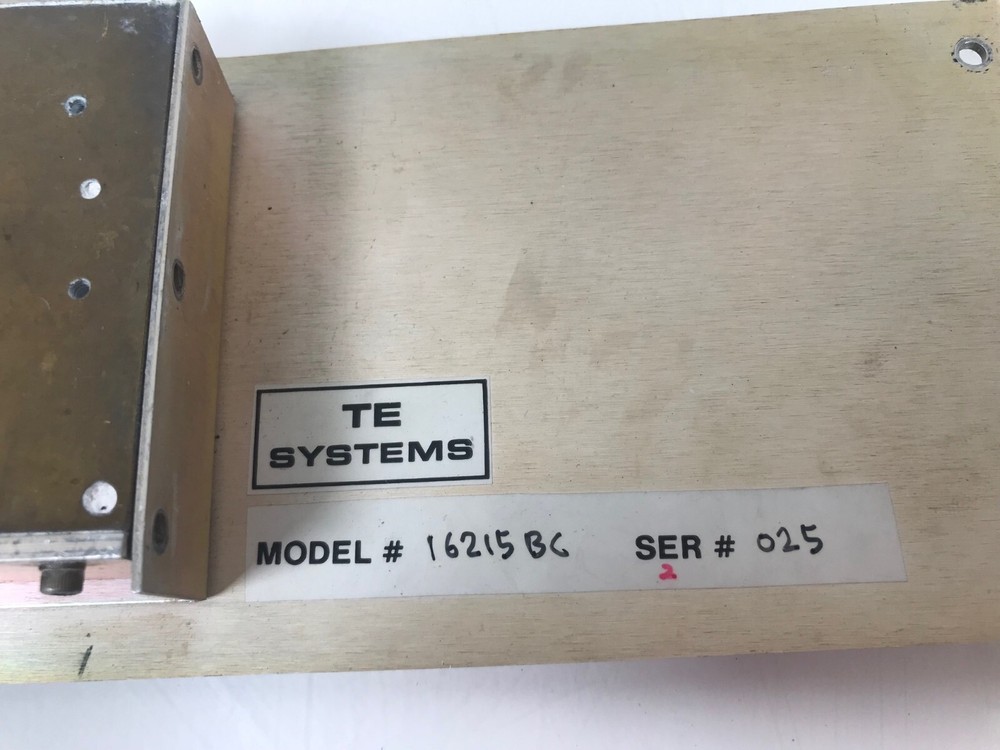 TE
SYSTEMS
MODEL # 16215BC SER # 025
2